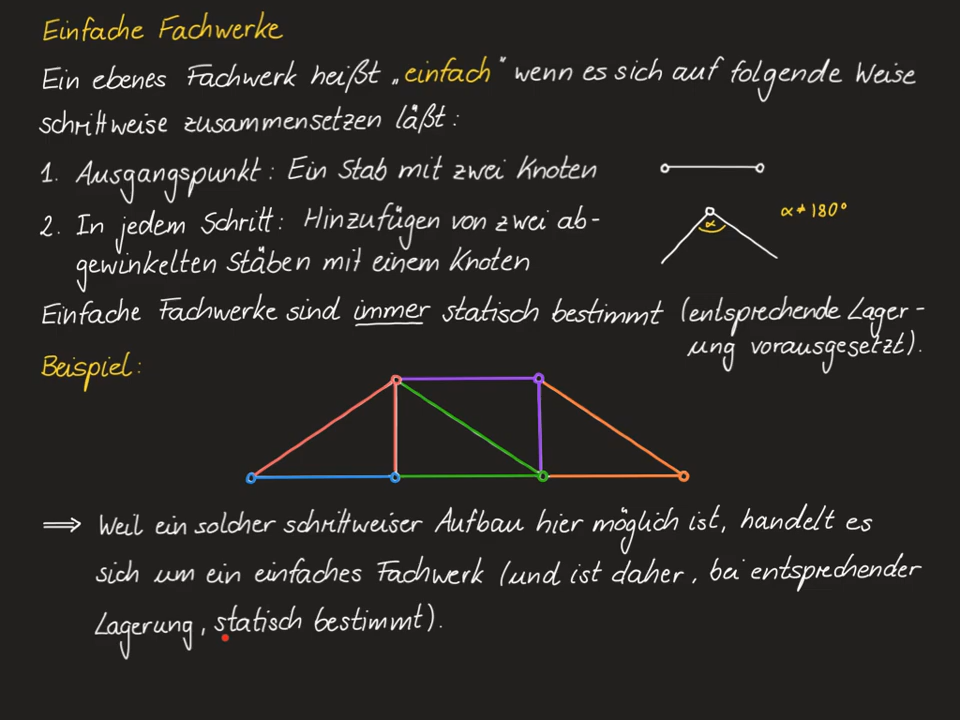 Einfache Fachwerke
Ein ebenes Fachwerk heißt „einfach" wenn es sich auf folgende Weise
schrittweise zusammensetzen läßt:
1. Ausgangspunkt: Ein Stab mit zwei Knoten
2. In jedem Schritt: Hinzufügen von zwei ab-
gewinkelten Stäben mit einem Knoten
α
α≠180°
Einfache Fachwerke sind immer statisch bestimmt (entsprechende Lager-
ung vorausgesetzt).
Beispiel:
⟹ Weil ein solcher schrittweiser Aufbau hier möglich ist, handelt es
sich um ein einfaches Fachwerk (und ist daher, bei entsprechender
Lagerung, statisch bestimmt).